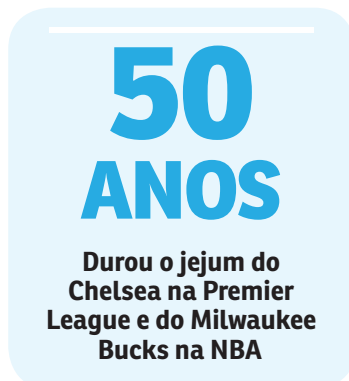 50
ANOS
Durou o jejum do
Chelsea na Premier
League e do Milwaukee
Bucks na NBA